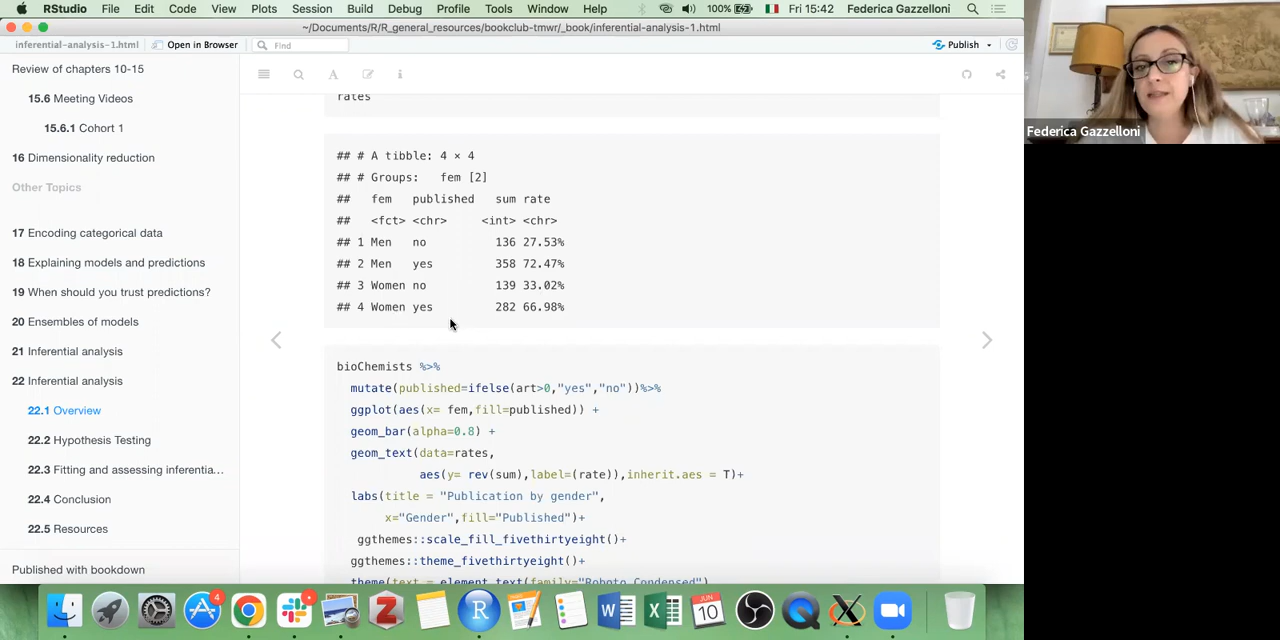 RStudio File Edit Code View Plots Session Build Debug Profile Tools Window Help 100% Fri 15:42 Federica Gazzelloni
~/Documents/R/R_general_resources/bookclub-tmwr/_book/inferential-analysis-1.html
inferential-analysis-1.html Open in Browser Find Publish
Review of chapters 10-15
15.6 Meeting Videos
15.6.1 Cohort 1
16 Dimensionality reduction
Other Topics
17 Encoding categorical data
18 Explaining models and predictions
19 When should you trust predictions?
20 Ensembles of models
21 Inferential analysis
22 Inferential analysis
22.1 Overview
22.2 Hypothesis Testing
22.3 Fitting and assessing inferentia...
22.4 Conclusion
22.5 Resources
Published with bookdown
A
i
rates
## # A tibble: 4 × 4
## # Groups: fem [2]
## fem published sum rate
## <fct> <chr> <int> <chr>
## 1 Men no 136 27.53%
## 2 Men yes 358 72.47%
## 3 Women no 139 33.02%
## 4 Women yes 282 66.98%
bioChemists %>%
mutate(published=ifelse(art>0,"yes","no"))%>%
ggplot(aes(x= fem,fill=published)) +
geom_bar(alpha=0.8) +
geom_text(data=rates,
aes(y= rev(sum),label=(rate)),inherit.aes = T)+
labs(title = "Publication by gender",
x="Gender",fill="Published")+
ggthemes::scale_fill_fivethirtyeight()+
ggthemes::theme_fivethirtyeight()+
theme(text = element_text(family="Roboto Condensed")
Federica Gazzelloni
4
Z
R
W
X
JUN
10
X